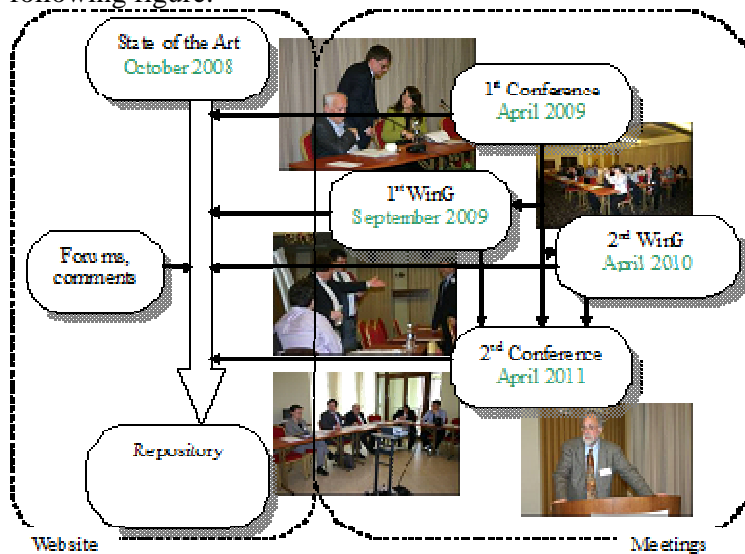 following figure.
State of the Art
October 2008
1st Conference
April 2009
1st WinG
September 2009
2nd WinG
April 2010
Forums,
comments
2nd Conference
April 2011
Repository
Website
Meetings